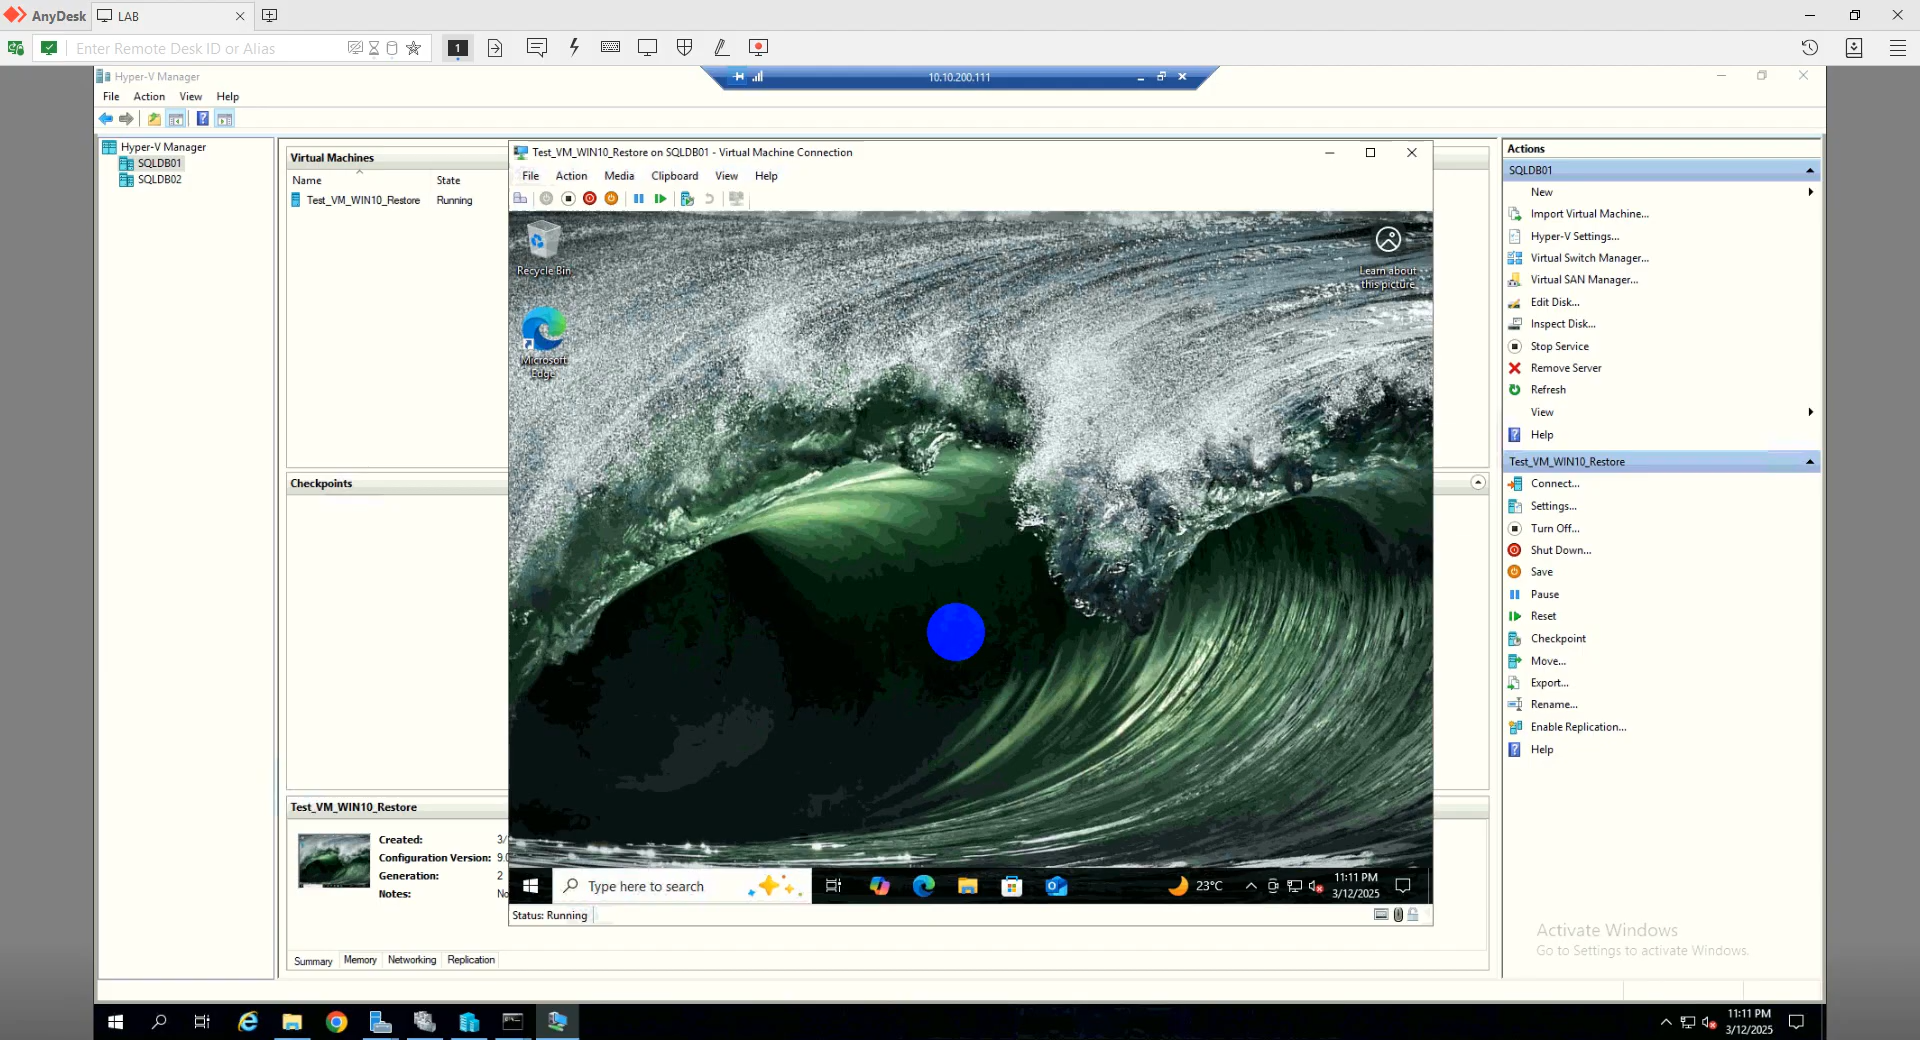 AnyDesk
LAB
Enter Remote Desk ID or Alias
1
Hyper-V Manager
10.10.200.111
File Action View Help
Hyper-V Manager
SQLDB01
SQLDB02
Virtual Machines
Name State
Test_VM_WIN10_Restore Running
Checkpoints
Test_VM_WIN10_Restore
Created: 3/
Configuration Version: 9.0
Generation: 2
Notes: No
Summary Memory Networking Replication
Test_VM_WIN10_Restore on SQLDB01 - Virtual Machine Connection
File Action Media Clipboard View Help
Recycle Bin
Learn about
this picture
Microsoft
Edge
Type here to search
23°C
11:11 PM
3/12/2025
Status: Running
Actions
SQLDB01
New
Import Virtual Machine...
Hyper-V Settings...
Virtual Switch Manager...
Virtual SAN Manager...
Edit Disk...
Inspect Disk...
Stop Service
Remove Server
Refresh
View
Help
Test_VM_WIN10_Restore
Connect...
Settings...
Turn Off...
Shut Down...
Save
Pause
Reset
Checkpoint
Move...
Export...
Rename...
Enable Replication...
Help
Activate Windows
Go to Settings to activate Windows.
11:11 PM
3/12/2025